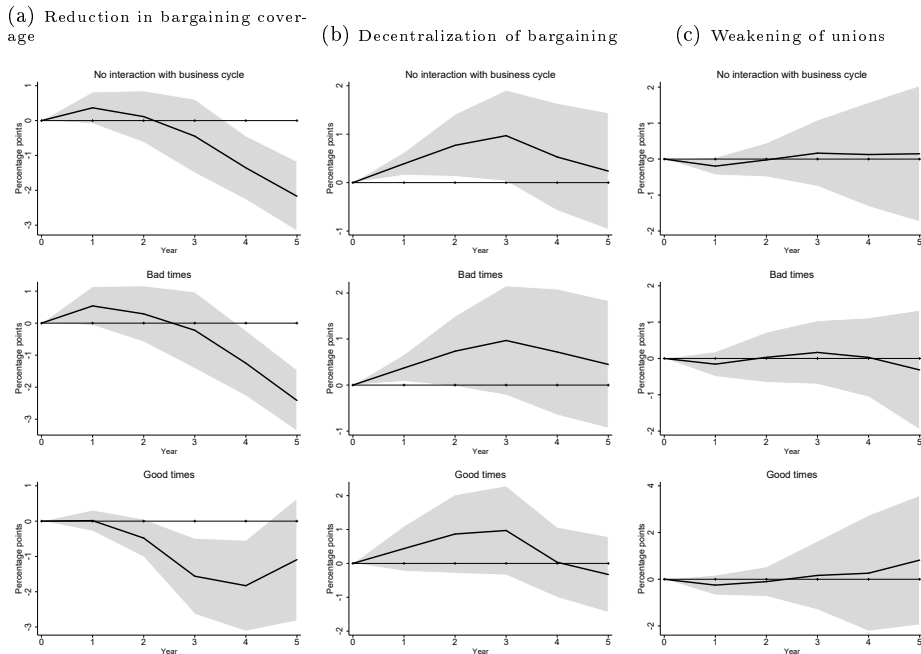 (a) Reduction in bargaining cover-
age
(b) Decentralization of bargaining
(c) Weakening of unions
No interaction with business cycle
Percentage points
1
0
-1
-2
-3
0 1 2 3 4 5
Year
No interaction with business cycle
Percentage points
2
1
0
-1
0 1 2 3 4 5
Year
No interaction with business cycle
Percentage points
2
1
0
-1
-2
0 1 2 3 4 5
Year
Bad times
Percentage points
1
0
-1
-2
-3
0 1 2 3 4 5
Year
Bad times
Percentage points
2
1
0
-1
0 1 2 3 4 5
Year
Bad times
Percentage points
2
1
0
-1
-2
0 1 2 3 4 5
Year
Good times
Percentage points
1
0
-1
-2
-3
0 1 2 3 4 5
Year
Good times
Percentage points
2
1
0
-1
-2
0 1 2 3 4 5
Year
Good times
Percentage points
4
2
0
-2
0 1 2 3 4 5
Year